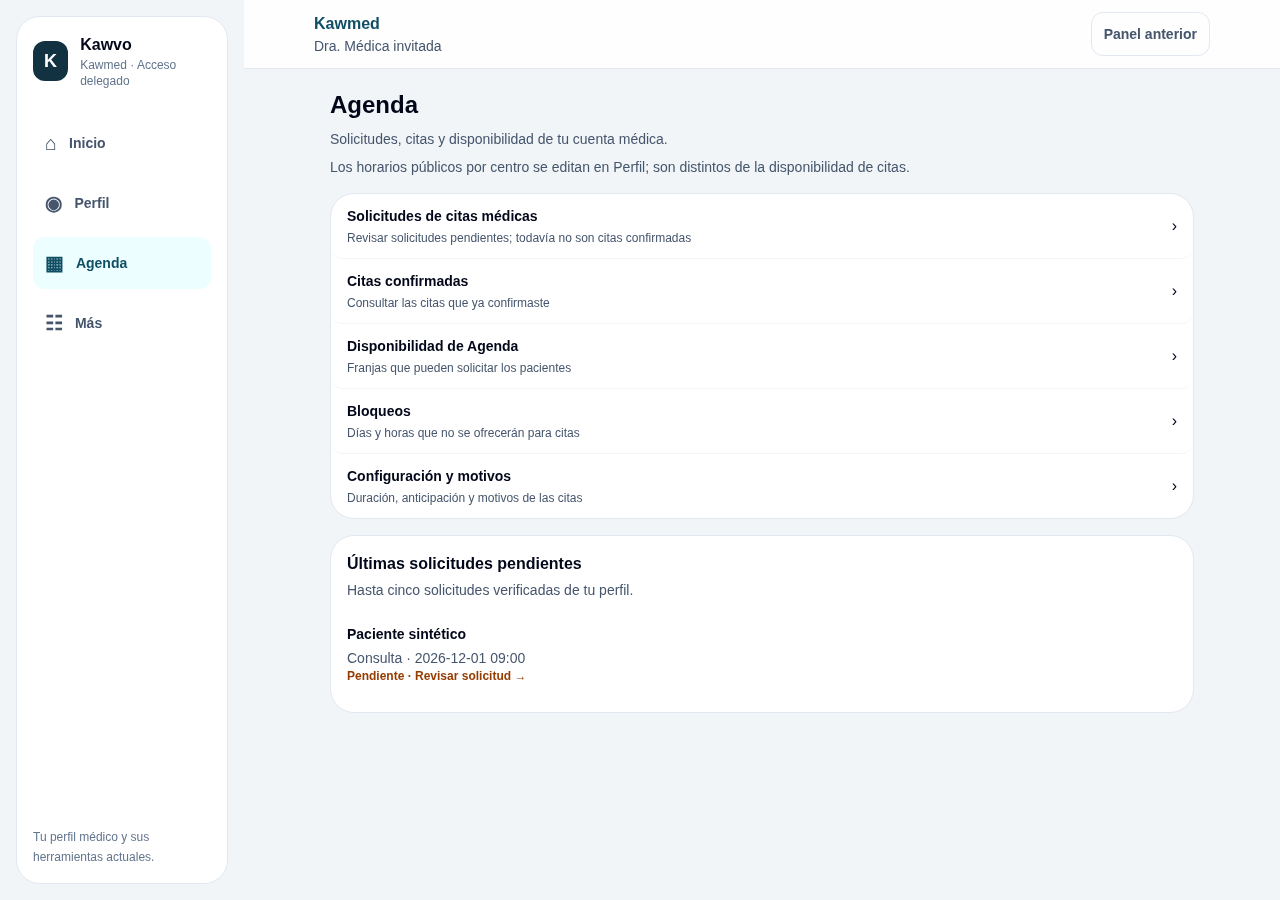 K
Kawvo
Kawmed · Acceso
delegado
⌂ Inicio
◉ Perfil
▦ Agenda
☷ Más
Tu perfil médico y sus
herramientas actuales.
Kawmed
Dra. Médica invitada
Panel anterior
Agenda
Solicitudes, citas y disponibilidad de tu cuenta médica.
Los horarios públicos por centro se editan en Perfil; son distintos de la disponibilidad de citas.
Solicitudes de citas médicas
Revisar solicitudes pendientes; todavía no son citas confirmadas
›
Citas confirmadas
Consultar las citas que ya confirmaste
›
Disponibilidad de Agenda
Franjas que pueden solicitar los pacientes
›
Bloqueos
Días y horas que no se ofrecerán para citas
›
Configuración y motivos
Duración, anticipación y motivos de las citas
›
Últimas solicitudes pendientes
Hasta cinco solicitudes verificadas de tu perfil.
Paciente sintético
Consulta · 2026-12-01 09:00
Pendiente · Revisar solicitud →